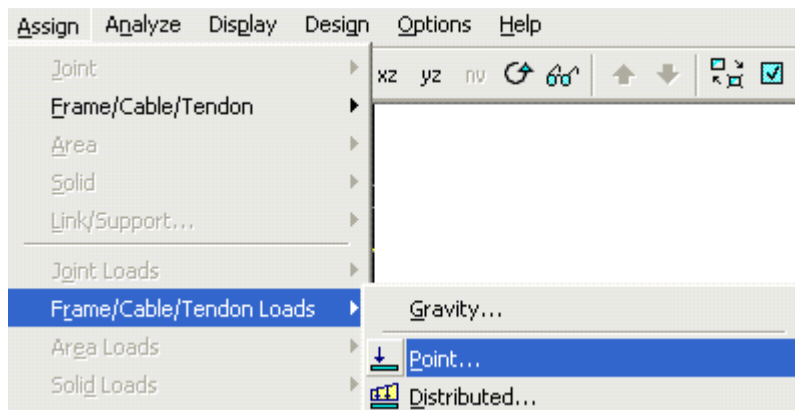 Assign Analyze Display Design Options Help
xz yz nv
Joint
Frame/Cable/Tendon
Area
Solid
Link/Support...
Joint Loads
Frame/Cable/Tendon Loads
Area Loads
Solid Loads
Gravity...
Point...
Distributed...